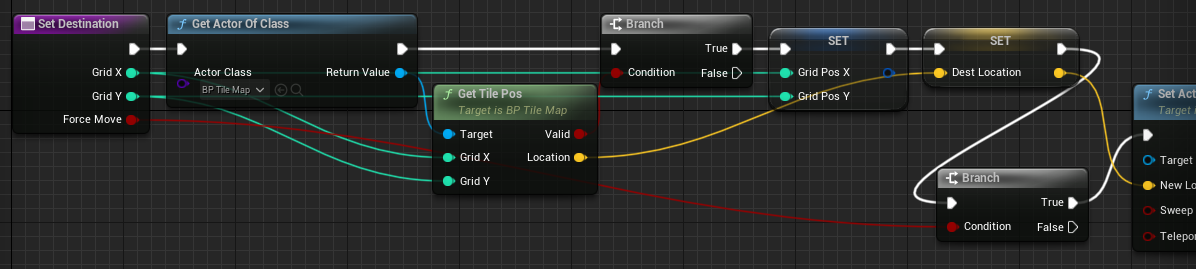 Set Destination
Grid X
Grid Y
Force Move
Get Actor Of Class
Actor Class
BP Tile Map
Return Value
Get Tile Pos
Target is BP Tile Map
Target
Valid
Grid X
Location
Grid Y
Branch
True
Condition
False
SET
Grid Pos X
Grid Pos Y
SET
Dest Location
Branch
True
Condition
False
Set Act
Target
Target
New Lo
Sweep
Telepor